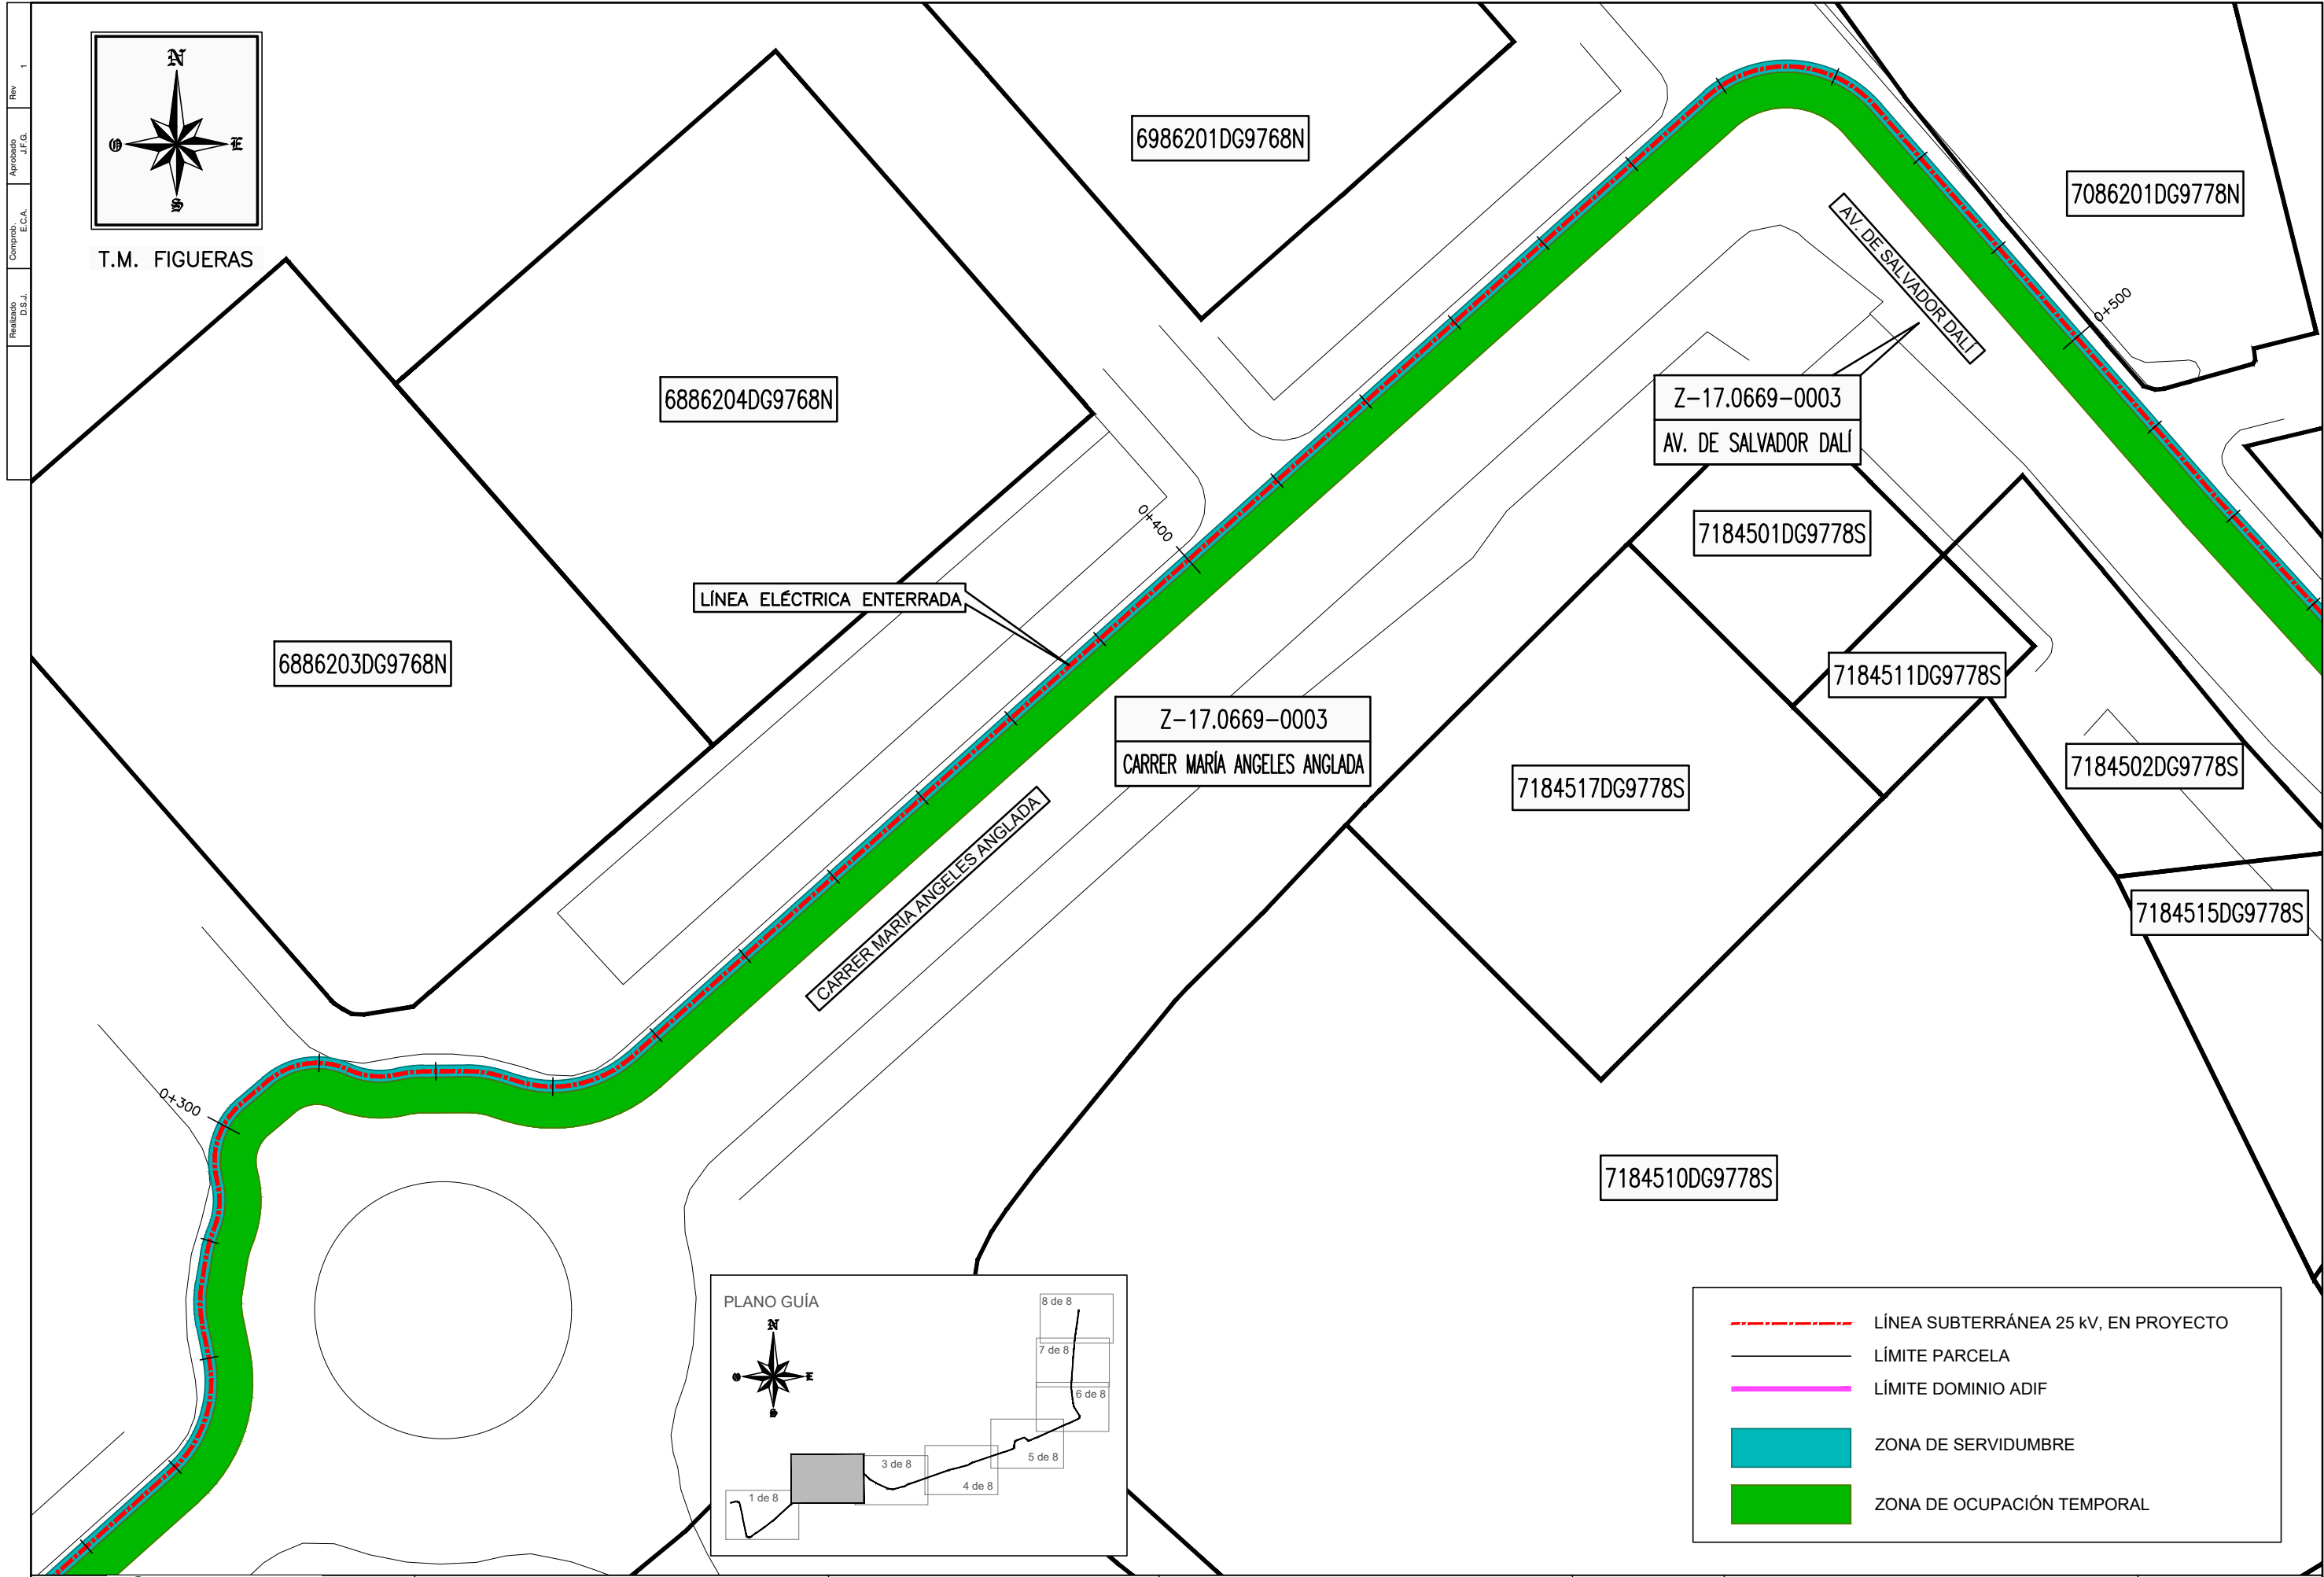 Rev
1
Aprobado
J.F.G.
Comprob.
E.C.A.
Realizado
D.S.J.
N
O
E
S
T.M. FIGUERAS
6986201DG9768N
7086201DG9778N
AV. DE SALVADOR DALÍ
0+500
6886204DG9768N
Z-17.0669-0003
AV. DE SALVADOR DALÍ
7184501DG9778S
0+400
LÍNEA ELÉCTRICA ENTERRADA
6886203DG9768N
7184511DG9778S
Z-17.0669-0003
CARRER MARÍA ANGELES ANGLADA
7184502DG9778S
7184517DG9778S
CARRER MARÍA ANGELES ANGLADA
7184515DG9778S
0+300
7184510DG9778S
PLANO GUÍA
N
O
E
S
8 de 8
7 de 8
6 de 8
5 de 8
3 de 8
4 de 8
1 de 8
LÍNEA SUBTERRÁNEA 25 kV, EN PROYECTO
LÍMITE PARCELA
LÍMITE DOMINIO ADIF
ZONA DE SERVIDUMBRE
ZONA DE OCUPACIÓN TEMPORAL